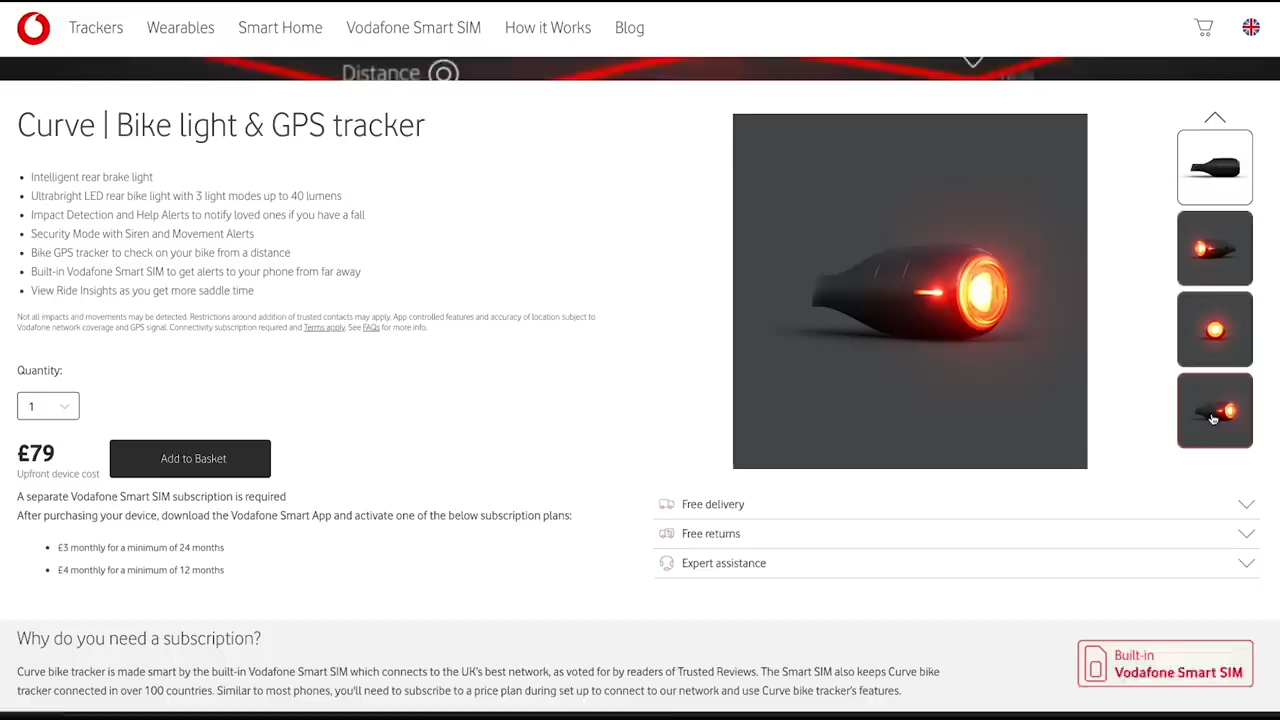 Trackers
Wearables
Smart Home
Vodafone Smart SIM
How it Works
Blog
Distance
Curve | Bike light & GPS tracker
Intelligent rear brake light
Ultrabright LED rear bike light with 3 light modes up to 40 lumens
Impact Detection and Help Alerts to notify loved ones if you have a fall
Security Mode with Siren and Movement Alerts
Bike GPS tracker to check on your bike from a distance
Built-in Vodafone Smart SIM to get alerts to your phone from far away
View Ride Insights as you get more saddle time
Not all impacts and movements may be detected. Restrictions around addition of trusted contacts may apply. App controlled features and accuracy of location subject to
Vodafone network coverage and GPS signal. Connectivity subscription required and Terms apply. See FAQs for more info.
Quantity:
1
£79
Upfront device cost
Add to Basket
A separate Vodafone Smart SIM subscription is required
After purchasing your device, download the Vodafone Smart App and activate one of the below subscription plans:
£3 monthly for a minimum of 24 months
£4 monthly for a minimum of 12 months
Free delivery
Free returns
Expert assistance
Why do you need a subscription?
Curve bike tracker is made smart by the built-in Vodafone Smart SIM which connects to the UK's best network, as voted for by readers of Trusted Reviews. The Smart SIM also keeps Curve bike
tracker connected in over 100 countries. Similar to most phones, you'll need to subscribe to a price plan during set up to connect to our network and use Curve bike tracker's features.
Built-in
Vodafone Smart SIM